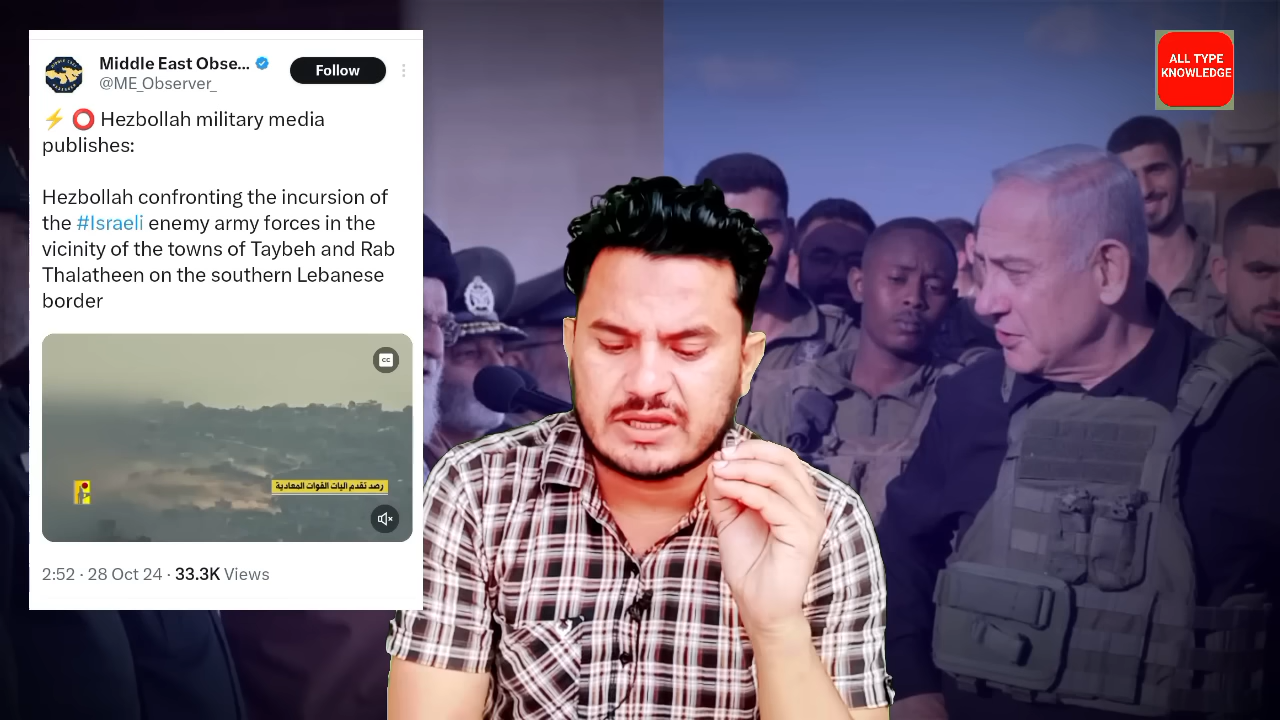 Middle East Obse...
@ME_Observer_
Follow
⚡ ⭕ Hezbollah military media
publishes:
Hezbollah confronting the incursion of
the #Israeli enemy army forces in the
vicinity of the towns of Taybeh and Rab
Thalatheen on the southern Lebanese
border
CC
رصد تقدم آليات القوات المعادية
2:52 · 28 Oct 24 · 33.3K Views
ALL TYPE
KNOWLEDGE